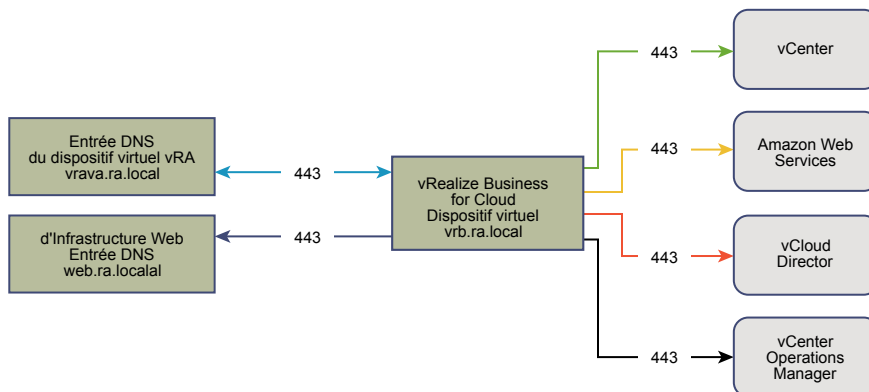 Entrée DNS
du dispositif virtuel vRA
vrava.ra.local
443
d'Infrastructure Web
Entrée DNS
web.ra.localal
443
vRealize Business
for Cloud
Dispositif virtuel
vrb.ra.local
443
vCenter
443
Amazon Web
Services
443
vCloud
Director
443
vCenter
Operations
Manager